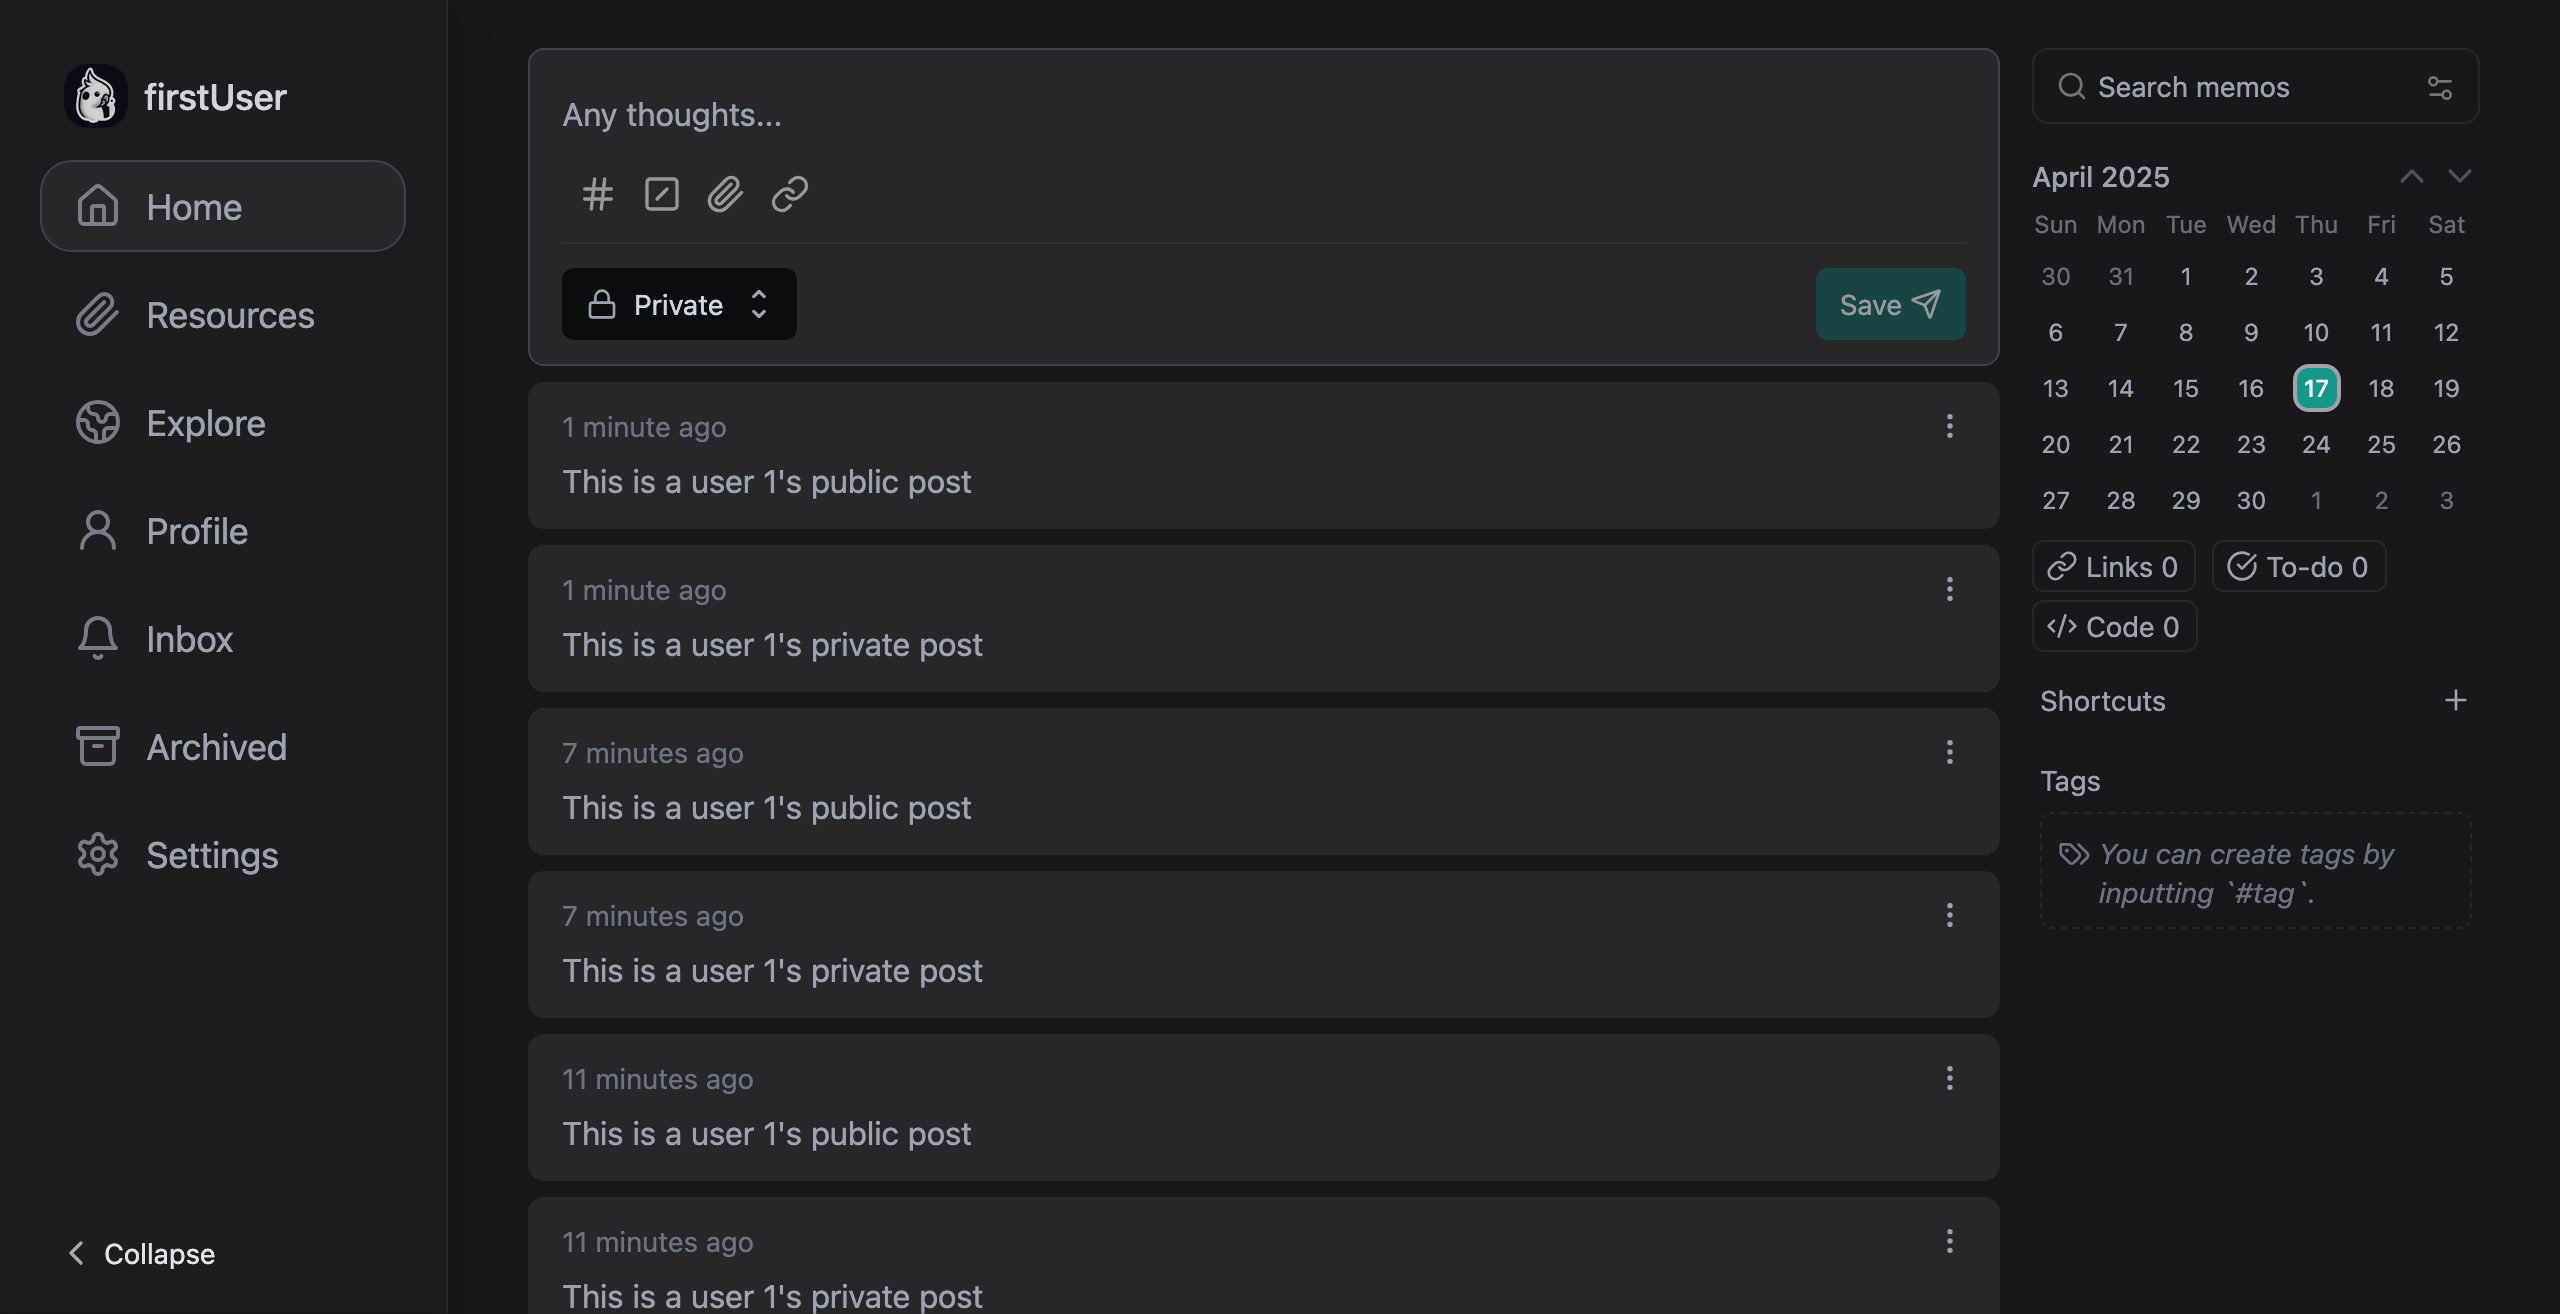 firstUser
Home
Resources
Explore
Profile
Inbox
Archived
Settings
Collapse
Any thoughts...
Private
Save
1 minute ago
This is a user 1's public post
1 minute ago
This is a user 1's private post
7 minutes ago
This is a user 1's public post
7 minutes ago
This is a user 1's private post
11 minutes ago
This is a user 1's public post
11 minutes ago
This is a user 1's private post
Search memos
April 2025
Sun Mon Tue Wed Thu Fri Sat
30 31 1 2 3 4 5
6 7 8 9 10 11 12
13 14 15 16 17 18 19
20 21 22 23 24 25 26
27 28 29 30 1 2 3
Links 0 To-do 0
Code 0
Shortcuts
Tags
You can create tags by
inputting `#tag`.